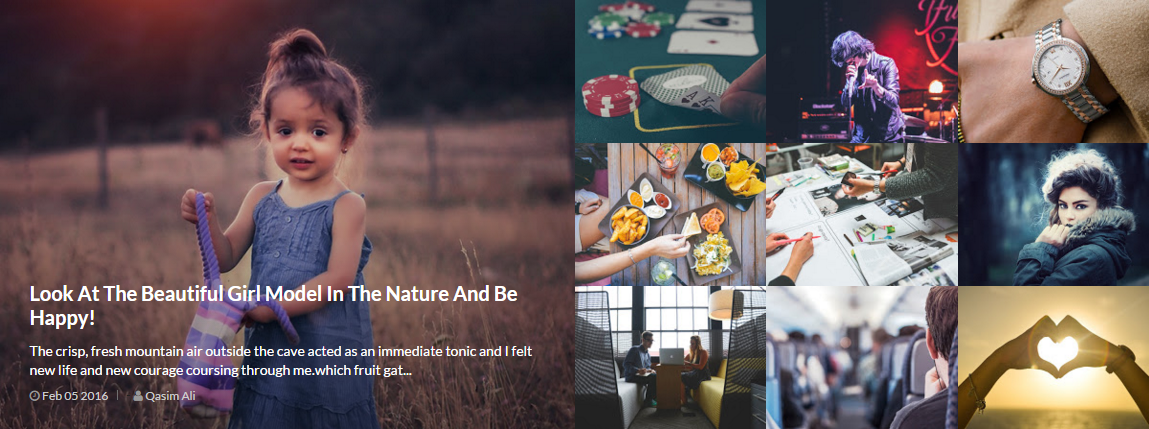 Look At The Beautiful Girl Model In The Nature And Be
Happy!
The crisp, fresh mountain air outside the cave acted as an immediate tonic and I felt
new life and new courage coursing through me.which fruit gat...
Feb 05 2016 | Qasim Ali